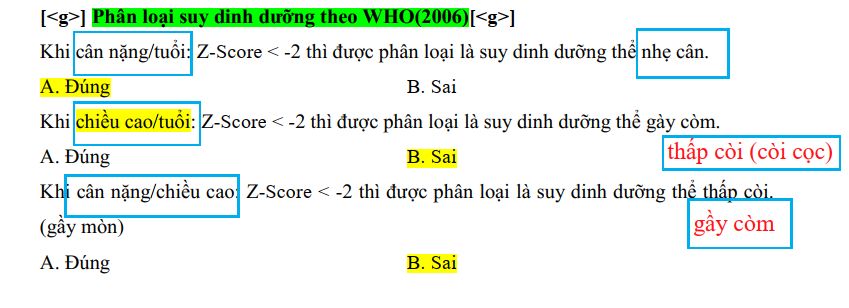 [<g>] Phân loại suy dinh dưỡng theo WHO(2006)[<g>]
Khi cân nặng/tuổi: Z-Score < -2 thì được phân loại là suy dinh dưỡng thể nhẹ cân.
A. Đúng B. Sai
Khi chiều cao/tuổi: Z-Score < -2 thì được phân loại là suy dinh dưỡng thể gày còm.
A. Đúng B. Sai thấp còi (còi cọc)
Khi cân nặng/chiều cao: Z-Score < -2 thì được phân loại là suy dinh dưỡng thể thấp còi.
(gầy mòn) gầy còm
A. Đúng B. Sai